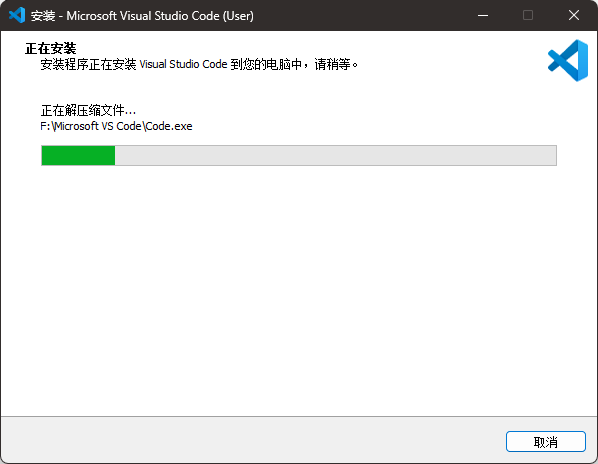 安装 - Microsoft Visual Studio Code (User)
正在安装
安装程序正在安装 Visual Studio Code 到您的电脑中，请稍等。
正在解压缩文件...
F:\Microsoft VS Code\Code.exe
取消